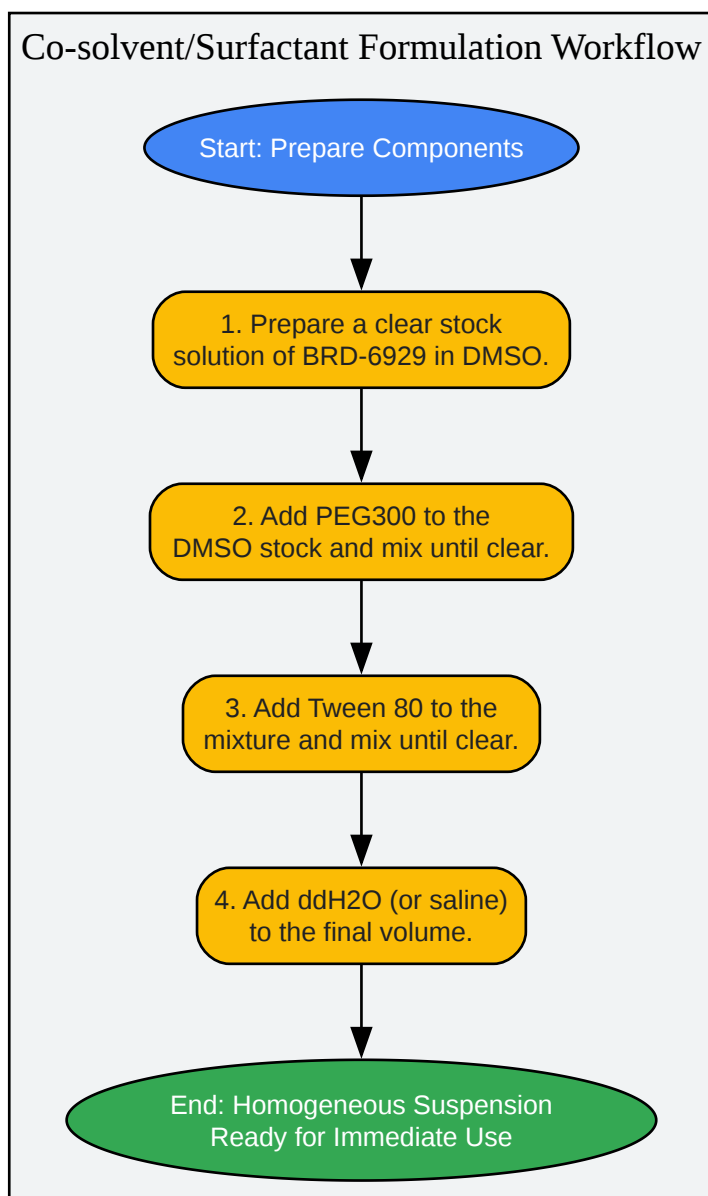 Co-solvent/Surfactant Formulation Workflow
Start: Prepare Components
1. Prepare a clear stock
solution of BRD-6929 in DMSO.
2. Add PEG300 to the
DMSO stock and mix until clear.
3. Add Tween 80 to the
mixture and mix until clear.
4. Add ddH2O (or saline)
to the final volume.
End: Homogeneous Suspension
Ready for Immediate Use